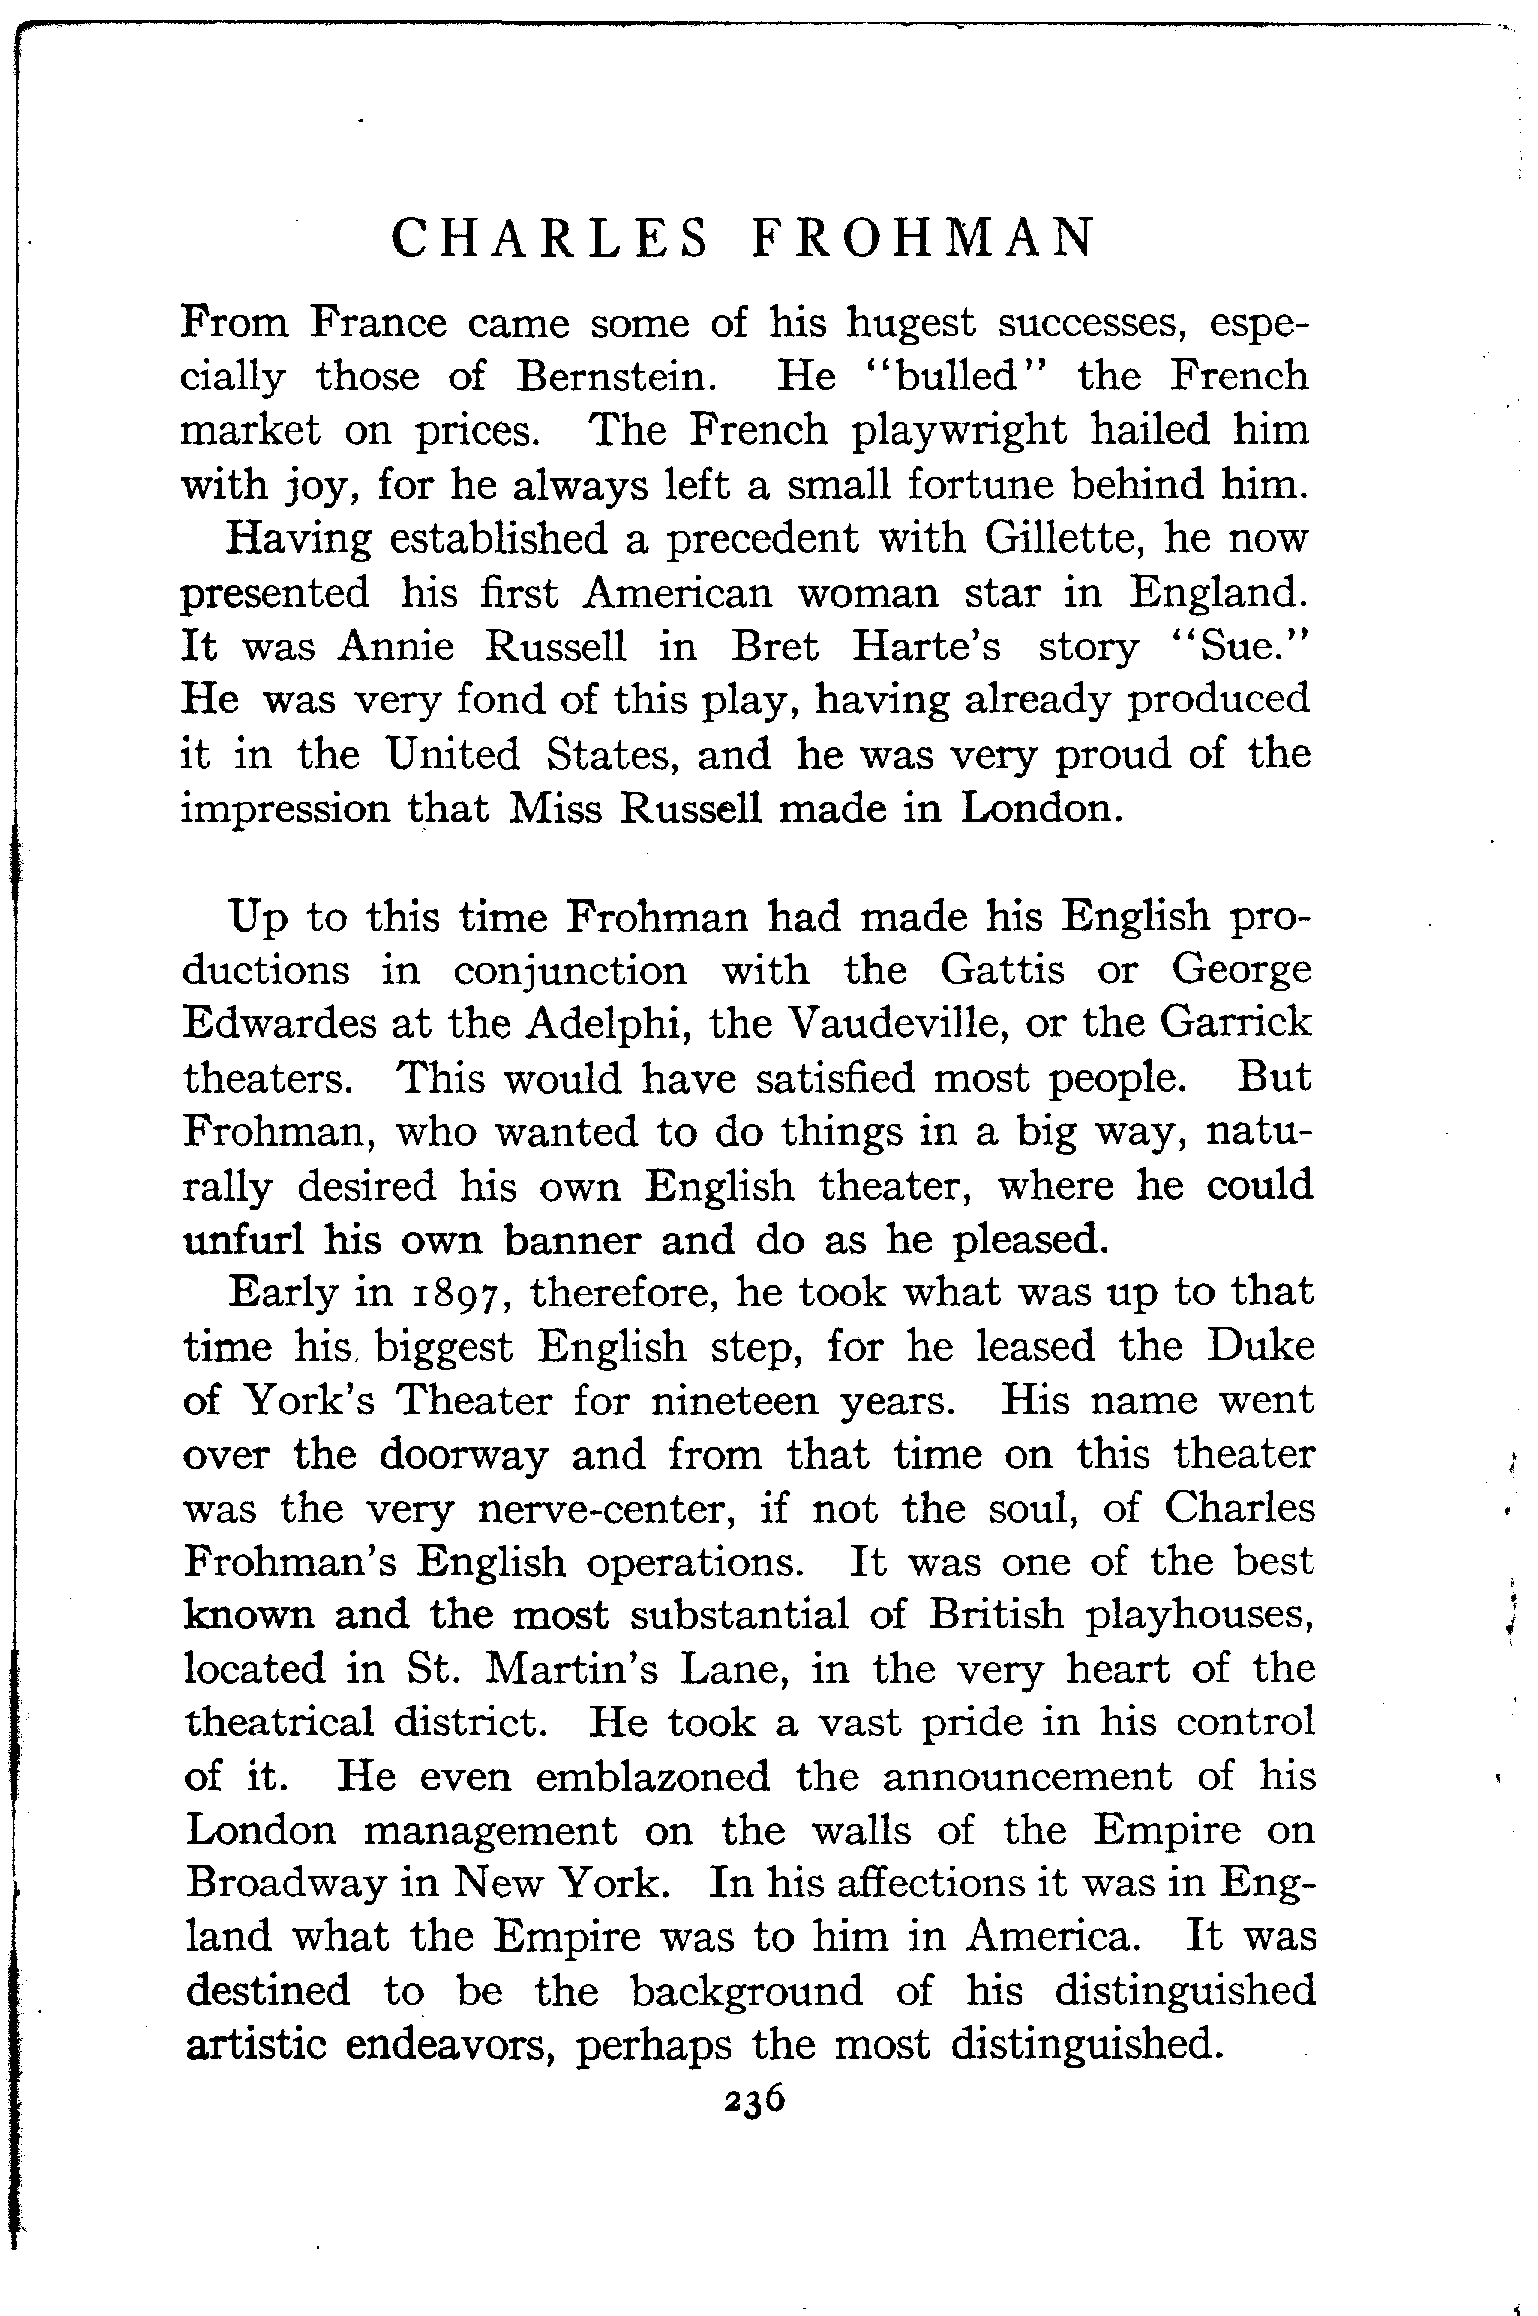 CHARLES FROHMAN
From France came some of his hugest successes, espe-
cially those of Bernstein. He “bulled” the French
market on prices. The French playwright hailed him
with joy, for he always left a small fortune behind him.
Having established a precedent with Gillette, he now
presented his first American woman star in England.
It was Annie Russell in Bret Harte's story “Sue.”
He was very fond of this play, having already produced
it in the United States, and he was very proud of the
impression that Miss Russell made in London.
Up to this time Frohman had made his English pro-
ductions in conjunction with the Gattis or George
Edwardes at the Adelphi, the Vaudeville, or the Garrick
theaters. This would have satisfied most people. But
Frohman, who wanted to do things in a big way, natu-
rally desired his own English theater, where he could
unfurl his own banner and do as he pleased.
Early in 1897, therefore, he took what was up to that
time his biggest English step, for he leased the Duke
of York's Theater for nineteen years. His name went
over the doorway and from that time on this theater
was the very nerve-center, if not the soul, of Charles
Frohman's English operations. It was one of the best
known and the most substantial of British playhouses,
located in St. Martin's Lane, in the very heart of the
theatrical district. He took a vast pride in his control
of it. He even emblazoned the announcement of his
London management on the walls of the Empire on
Broadway in New York. In his affections it was in Eng-
land what the Empire was to him in America. It was
destined to be the background of his distinguished
artistic endeavors, perhaps the most distinguished.
236